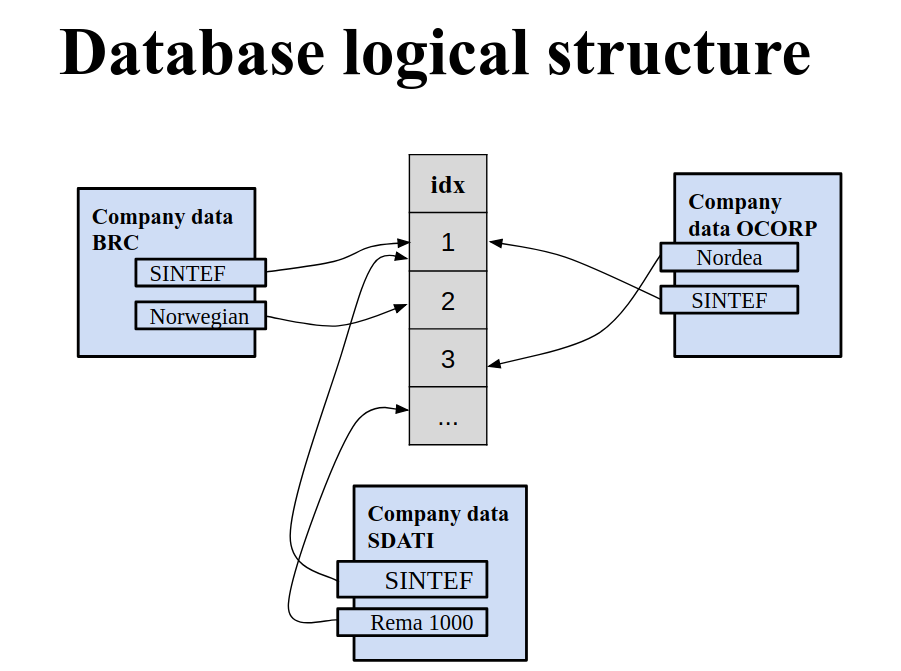 Database logical structure
idx
1
2
3
...
Company data
BRC
SINTEF
Norwegian
Company
data OCORP
Nordea
SINTEF
Company data
SDATI
SINTEF
Rema 1000